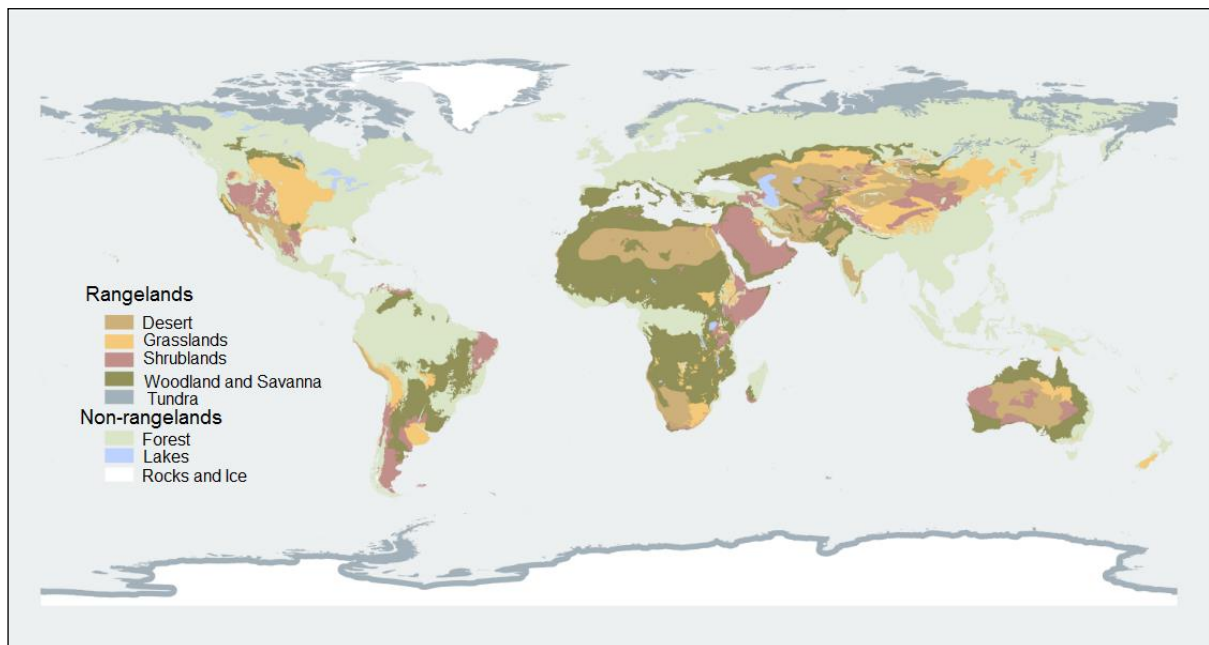 Rangelands
Desert
Grasslands
Shrublands
Woodland and Savanna
Tundra
Non-rangelands
Forest
Lakes
Rocks and Ice